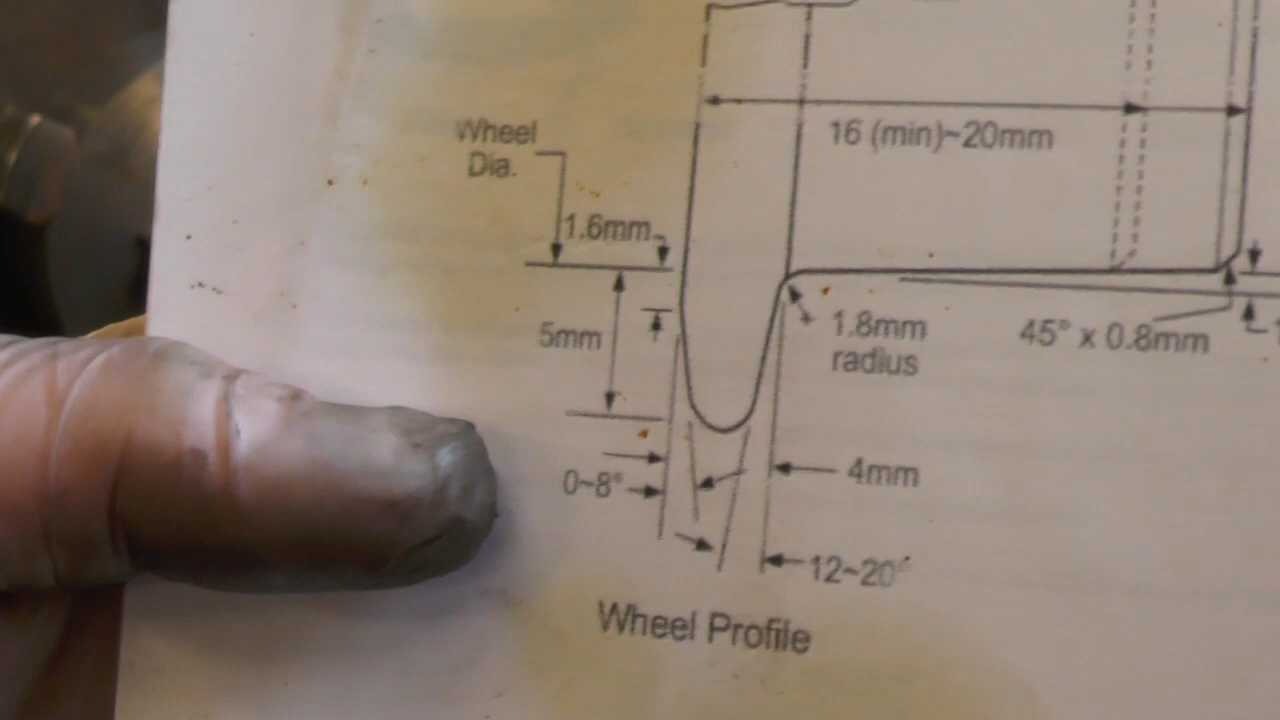 Wheel
Dia.
16 (min)~20mm
1.6mm
5mm
1.8mm
radius
45° x 0.8mm
0~8°
4mm
12~20°
Wheel Profile